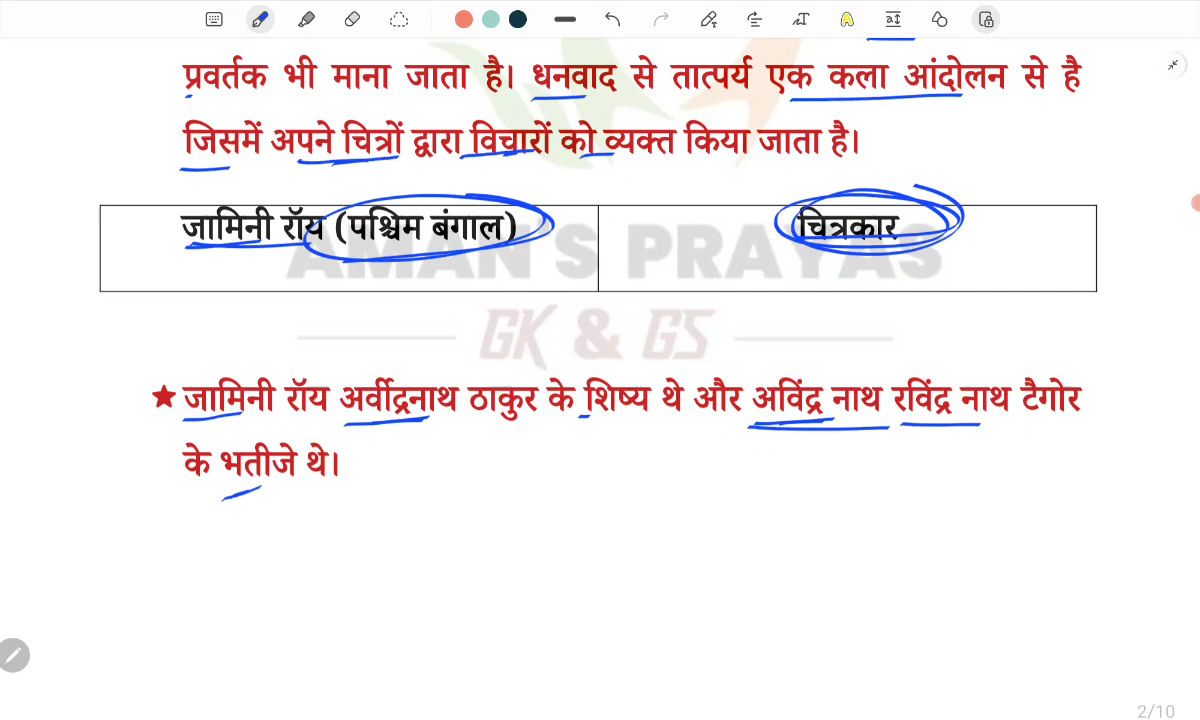 प्रवर्तक भी माना जाता है। धनवाद से तात्पर्य एक कला आंदोलन से है
जिसमें अपने चित्रों द्वारा विचारों को व्यक्त किया जाता है।
जामिनी रॉय (पश्चिम बंगाल) चित्रकार
AMAN'S PRAYAS
GK & GS
★ जामिनी रॉय अर्वींद्रनाथ ठाकुर के शिष्य थे और अविंद्र नाथ रविंद्र नाथ टैगोर
के भतीजे थे।
2/10